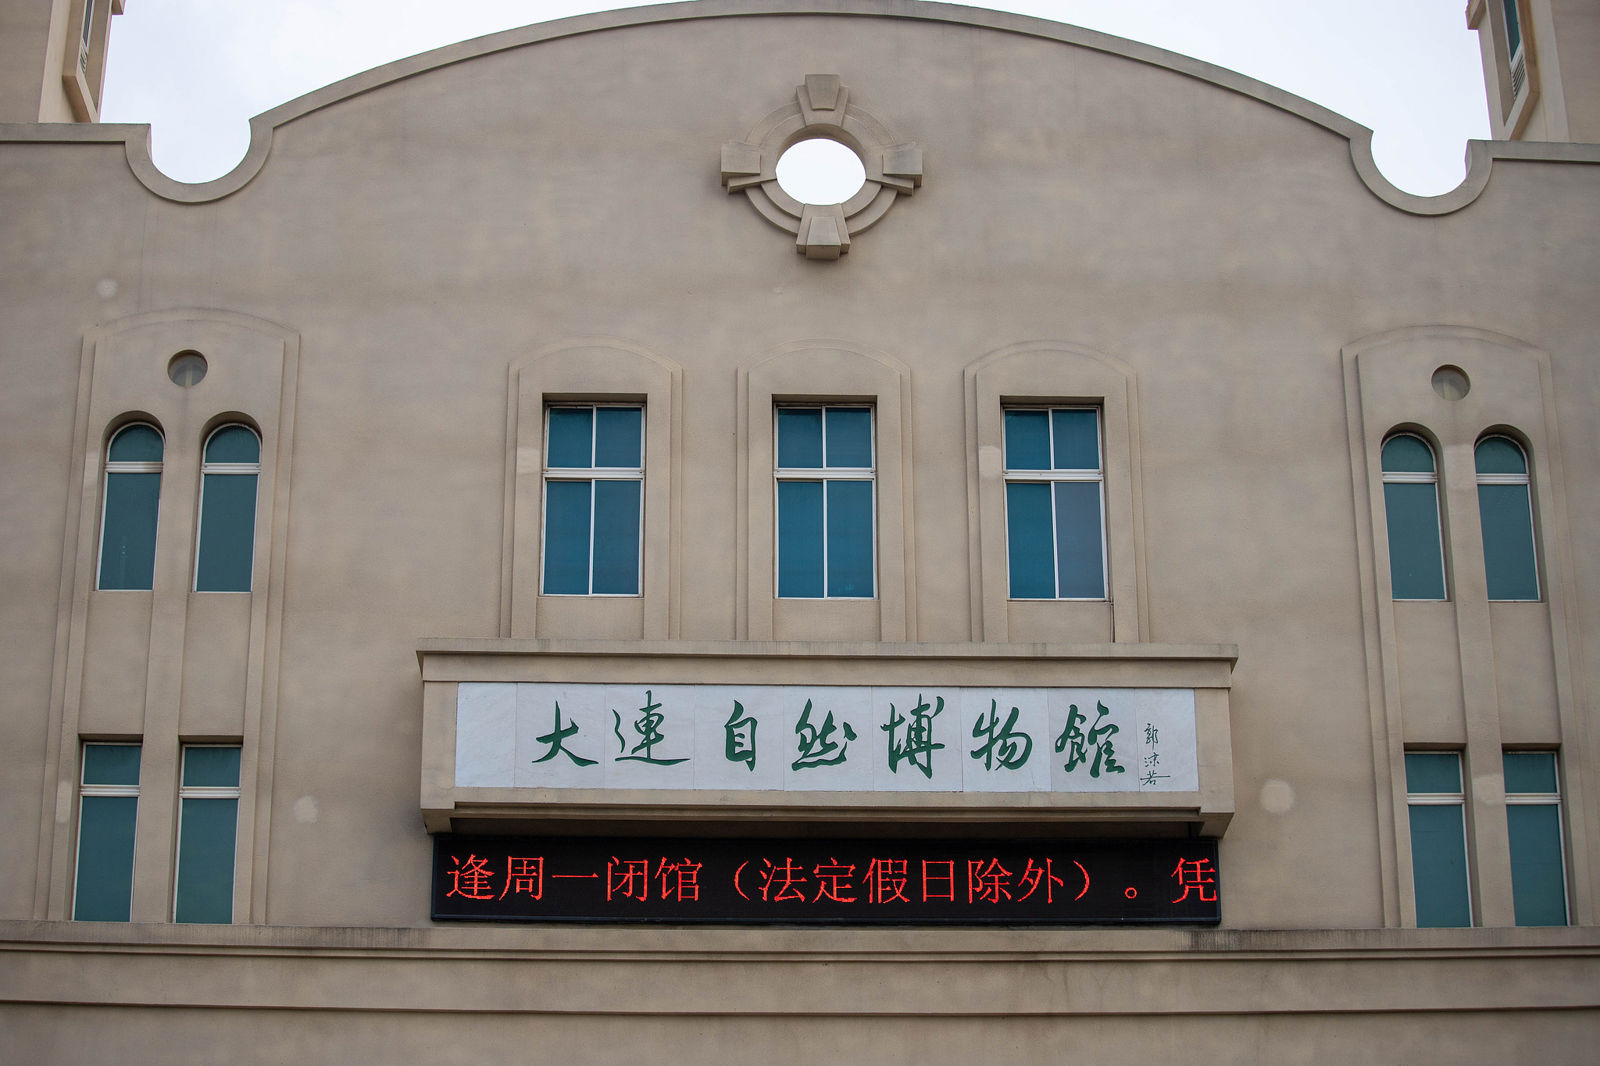 大連自然博物館
郭沫若
逢周一闭馆（法定假日除外）。凭